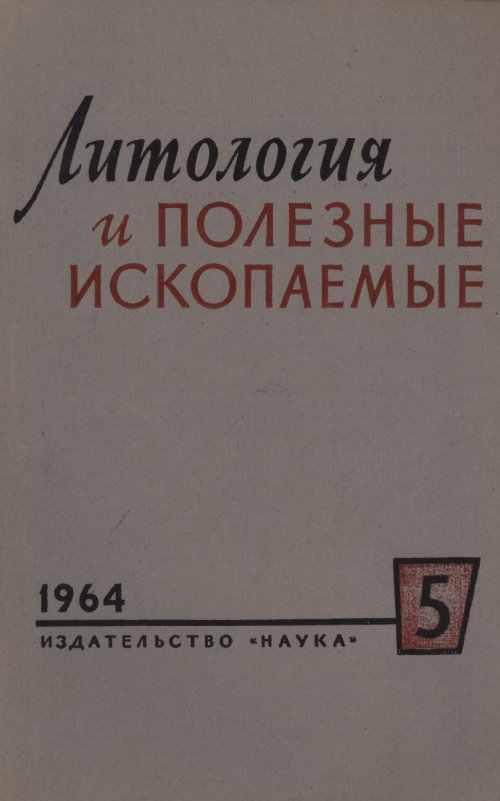 Литология
и ПОЛЕЗНЫЕ
ИСКОПАЕМЫЕ
1964
5
ИЗДАТЕЛЬСТВО «НАУКА»